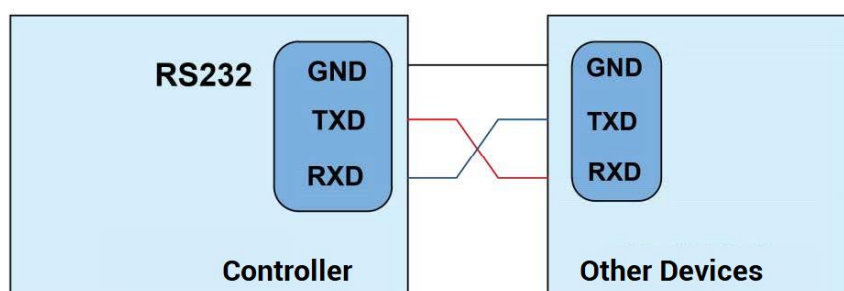 RS232
GND
TXD
RXD
Controller
GND
TXD
RXD
Other Devices